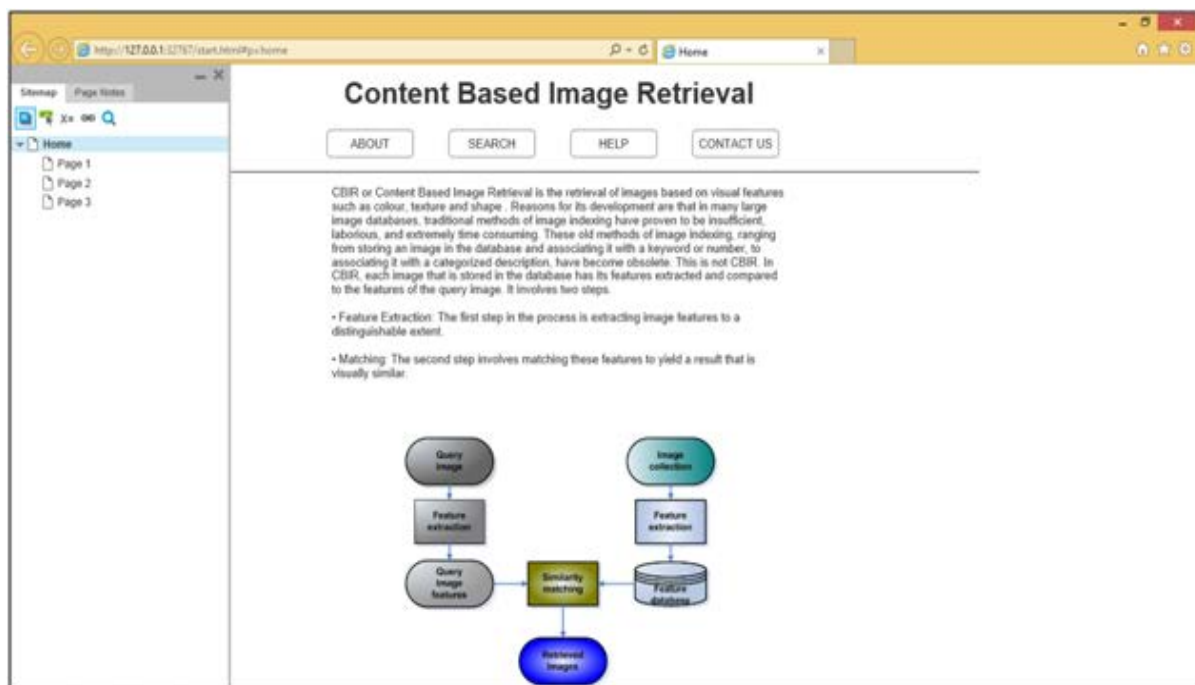 http://127.0.0.1:32767/start.html#p=home
Home
Sitemap
Page Notes
Home
Page 1
Page 2
Page 3
Content Based Image Retrieval
ABOUT
SEARCH
HELP
CONTACT US
CBIR or Content Based Image Retrieval is the retrieval of images based on visual features
such as colour, texture and shape . Reasons for its development are that in many large
image databases, traditional methods of image indexing have proven to be insufficient,
laborious, and extremely time consuming. These old methods of image indexing, ranging
from storing an image in the database and associating it with a keyword or number, to
associating it with a categorized description, have become obsolete. This is not CBIR. In
CBIR, each image that is stored in the database has its features extracted and compared
to the features of the query image. It involves two steps.
• Feature Extraction: The first step in the process is extracting image features to a
distinguishable extent.
• Matching: The second step involves matching these features to yield a result that is
visually similar.
Query
Image
Image
collection
Feature
extraction
Feature
extraction
Query
Image
features
Similarity
matching
Feature
database
Retrieved
Images